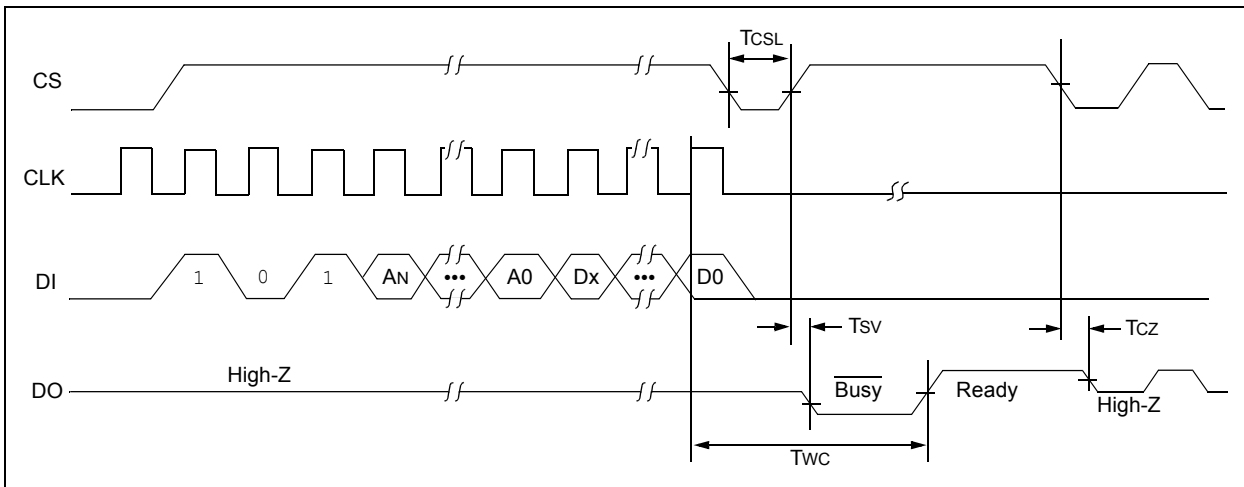 TCSL
CS
CLK
DI
1 0 1 AN ••• A0 Dx ••• D0
TSV
TCZ
DO
High-Z
Busy
Ready
High-Z
TWC